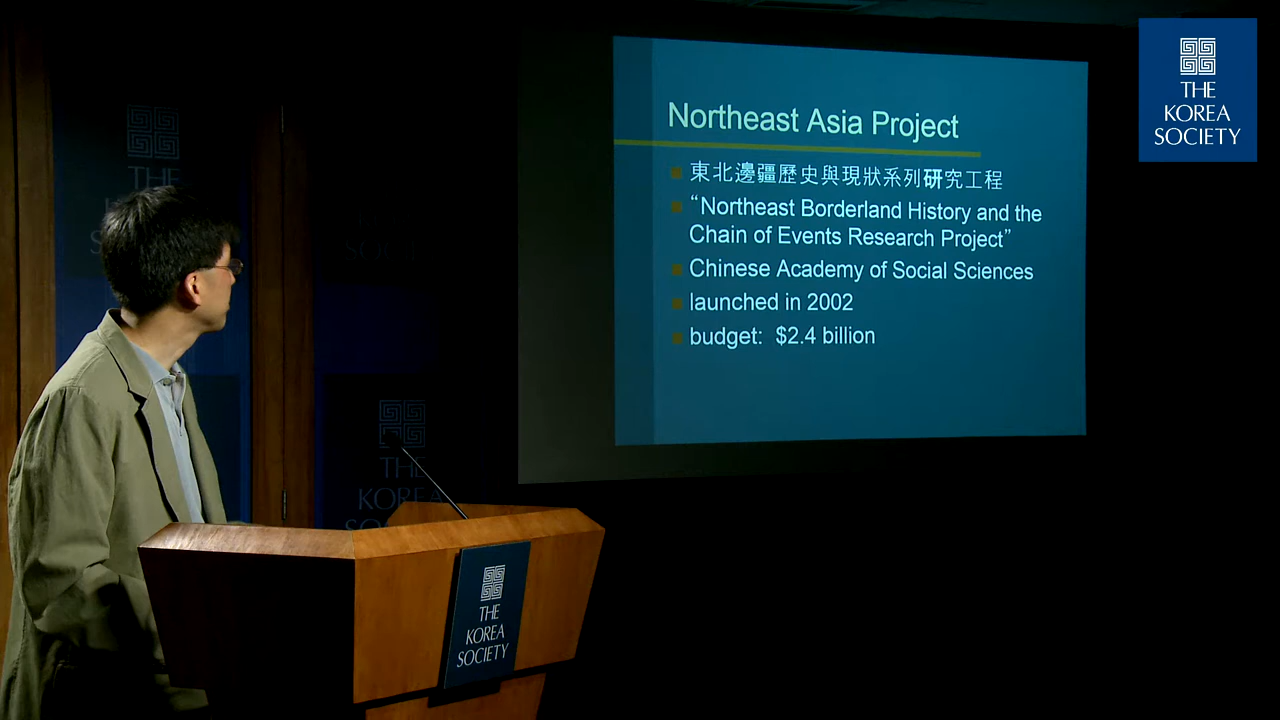 Northeast Asia Project
東北邊疆歷史與現狀系列研究工程
“Northeast Borderland History and the
Chain of Events Research Project”
Chinese Academy of Social Sciences
launched in 2002
budget: $2.4 billion
THE
KOREA
SOCIETY
THE
KOREA
SOCIETY
THE
KOREA